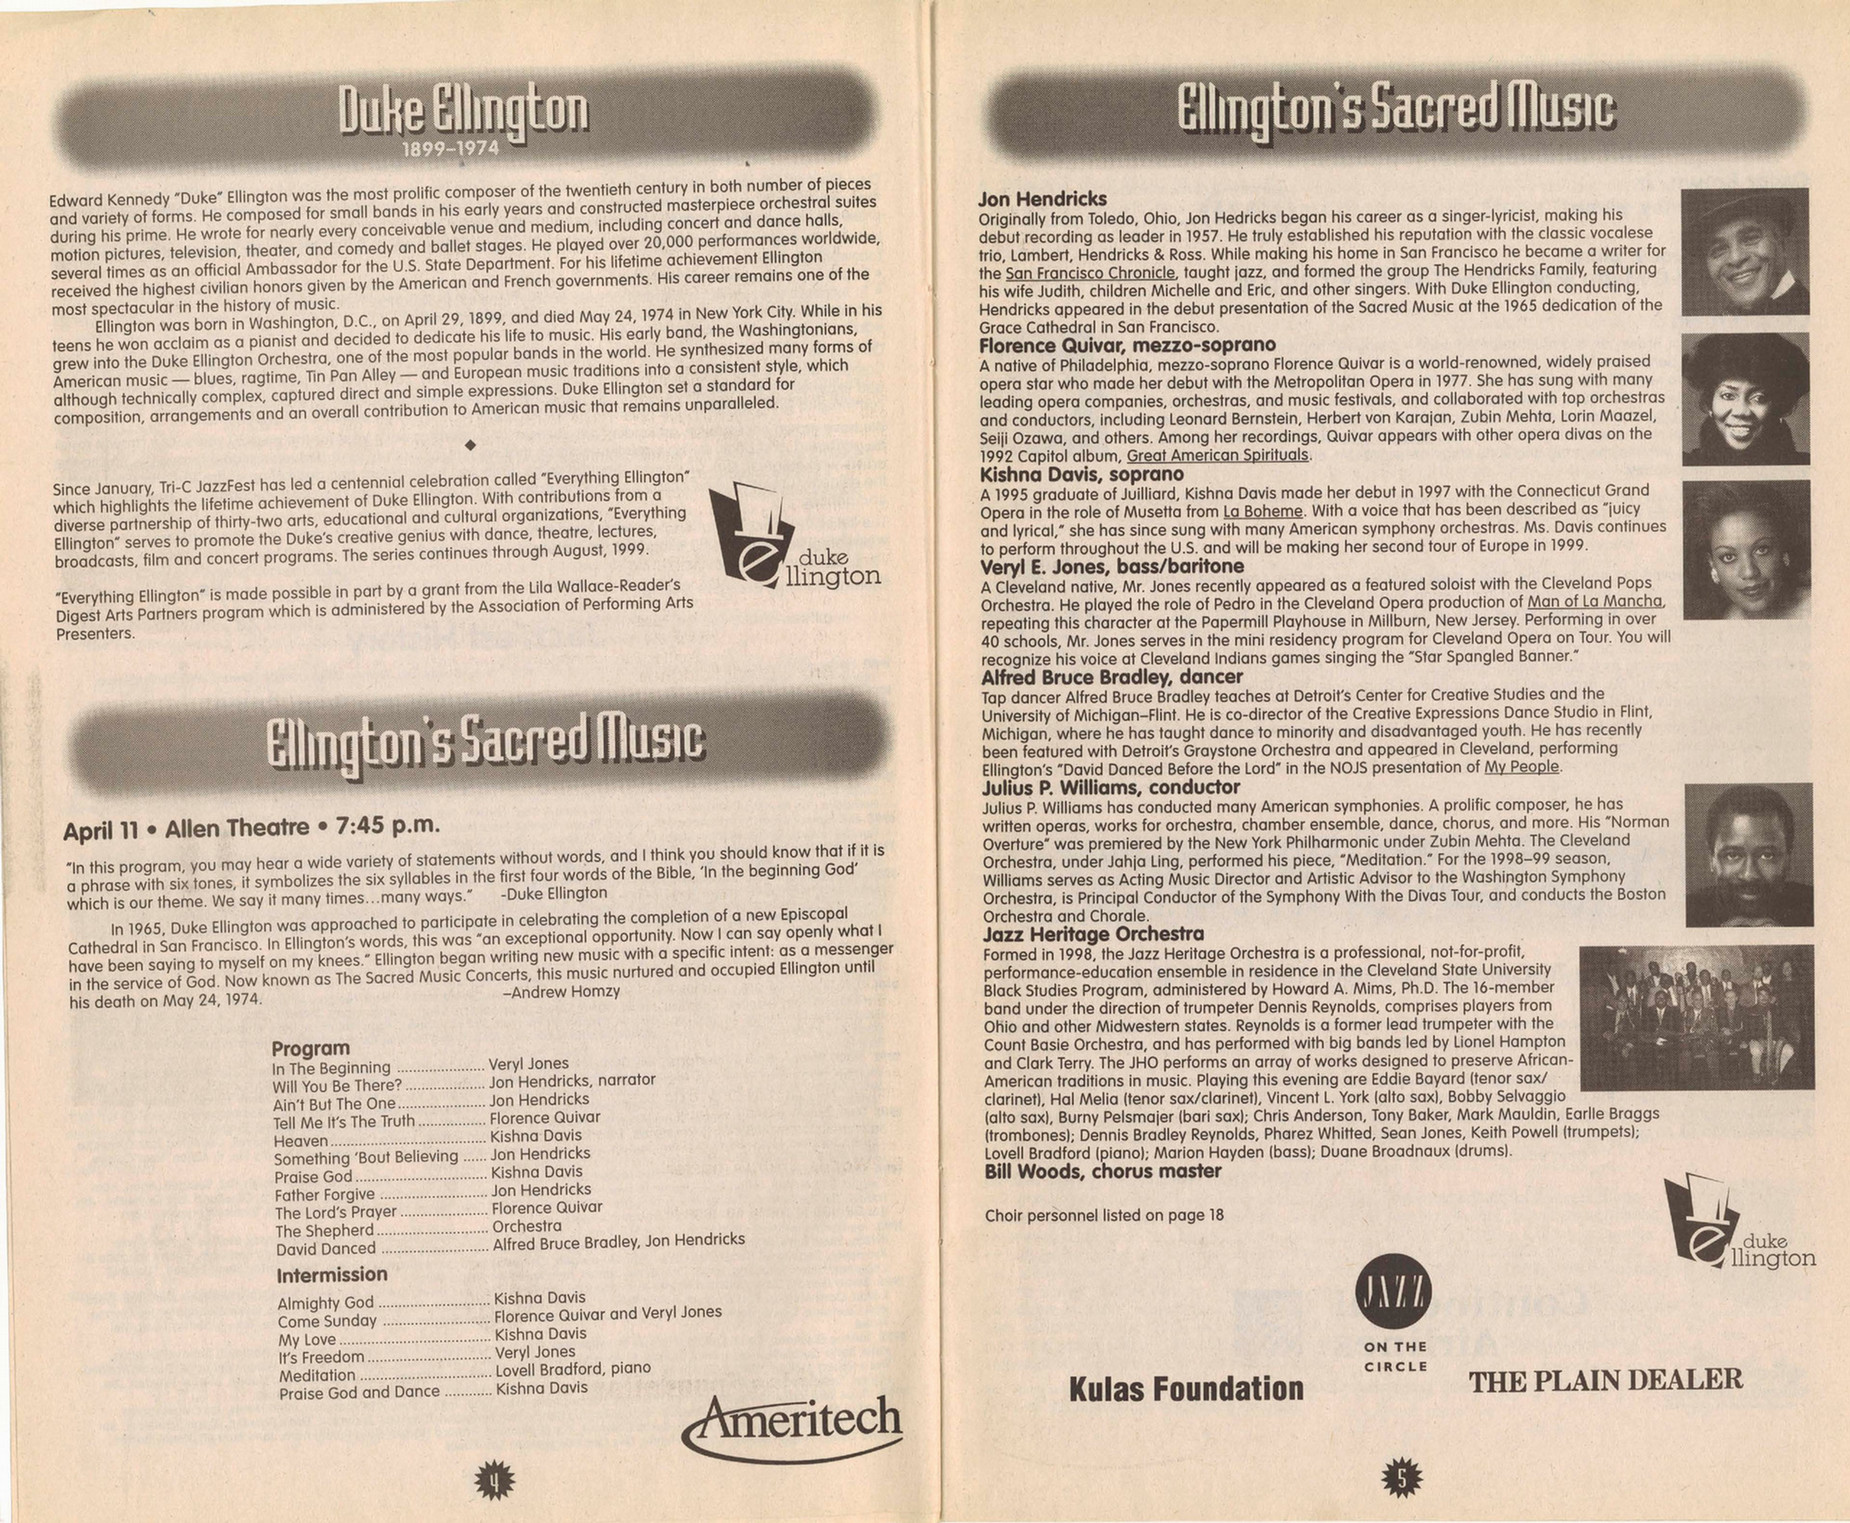 Duke Ellington
1899–1974
Edward Kennedy "Duke" Ellington was the most prolific composer of the twentieth century in both number of pieces
and variety of forms. He composed for small bands in his early years and constructed masterpiece orchestral suites
during his prime. He wrote for nearly every conceivable venue and medium, including concert and dance halls,
motion pictures, television, theater, and comedy and ballet stages. He played over 20,000 performances worldwide,
several times as an official Ambassador for the U.S. State Department. For his lifetime achievement Ellington
received the highest civilian honors given by the American and French governments. His career remains one of the
most spectacular in the history of music.
Ellington was born in Washington, D.C., on April 29, 1899, and died May 24, 1974 in New York City. While in his
teens he won acclaim as a pianist and decided to dedicate his life to music. His early band, the Washingtonians,
grew into the Duke Ellington Orchestra, one of the most popular bands in the world. He synthesized many forms of
American music — blues, ragtime, Tin Pan Alley — and European music traditions into a consistent style, which
although technically complex, captured direct and simple expressions. Duke Ellington set a standard for
composition, arrangements and an overall contribution to American music that remains unparalleled.
◆
Since January, Tri-C JazzFest has led a centennial celebration called "Everything Ellington"
which highlights the lifetime achievement of Duke Ellington. With contributions from a
diverse partnership of thirty-two arts, educational and cultural organizations, "Everything
Ellington" serves to promote the Duke's creative genius with dance, theatre, lectures,
broadcasts, film and concert programs. The series continues through August, 1999.
duke
ellington
"Everything Ellington" is made possible in part by a grant from the Lila Wallace-Reader's
Digest Arts Partners program which is administered by the Association of Performing Arts
Presenters.
Ellington's Sacred Music
April 11 • Allen Theatre • 7:45 p.m.
"In this program, you may hear a wide variety of statements without words, and I think you should know that if it is
a phrase with six tones, it symbolizes the six syllables in the first four words of the Bible, 'In the beginning God'
which is our theme. We say it many times...many ways." -Duke Ellington
In 1965, Duke Ellington was approached to participate in celebrating the completion of a new Episcopal
Cathedral in San Francisco. In Ellington's words, this was "an exceptional opportunity. Now I can say openly what I
have been saying to myself on my knees." Ellington began writing new music with a specific intent: as a messenger
in the service of God. Now known as The Sacred Music Concerts, this music nurtured and occupied Ellington until
his death on May 24, 1974. –Andrew Homzy
Program
In The Beginning ...................... Veryl Jones
Will You Be There? .................... Jon Hendricks, narrator
Ain't But The One...................... Jon Hendricks
Tell Me It's The Truth ................. Florence Quivar
Heaven....................................... Kishna Davis
Something 'Bout Believing ...... Jon Hendricks
Praise God ................................. Kishna Davis
Father Forgive ........................... Jon Hendricks
The Lord's Prayer ...................... Florence Quivar
The Shepherd............................ Orchestra
David Danced ........................... Alfred Bruce Bradley, Jon Hendricks
Intermission
Almighty God ............................ Kishna Davis
Come Sunday ........................... Florence Quivar and Veryl Jones
My Love ...................................... Kishna Davis
It's Freedom ............................... Veryl Jones
Meditation ................................. Lovell Bradford, piano
Praise God and Dance ............ Kishna Davis
Ameritech
4
Ellington's Sacred Music
Jon Hendricks
Originally from Toledo, Ohio, Jon Hedricks began his career as a singer-lyricist, making his
debut recording as leader in 1957. He truly established his reputation with the classic vocalese
trio, Lambert, Hendricks & Ross. While making his home in San Francisco he became a writer for
the San Francisco Chronicle, taught jazz, and formed the group The Hendricks Family, featuring
his wife Judith, children Michelle and Eric, and other singers. With Duke Ellington conducting,
Hendricks appeared in the debut presentation of the Sacred Music at the 1965 dedication of the
Grace Cathedral in San Francisco.
Florence Quivar, mezzo-soprano
A native of Philadelphia, mezzo-soprano Florence Quivar is a world-renowned, widely praised
opera star who made her debut with the Metropolitan Opera in 1977. She has sung with many
leading opera companies, orchestras, and music festivals, and collaborated with top orchestras
and conductors, including Leonard Bernstein, Herbert von Karajan, Zubin Mehta, Lorin Maazel,
Seiji Ozawa, and others. Among her recordings, Quivar appears with other opera divas on the
1992 Capitol album, Great American Spirituals.
Kishna Davis, soprano
A 1995 graduate of Juilliard, Kishna Davis made her debut in 1997 with the Connecticut Grand
Opera in the role of Musetta from La Boheme. With a voice that has been described as "juicy
and lyrical," she has since sung with many American symphony orchestras. Ms. Davis continues
to perform throughout the U.S. and will be making her second tour of Europe in 1999.
Veryl E. Jones, bass/baritone
A Cleveland native, Mr. Jones recently appeared as a featured soloist with the Cleveland Pops
Orchestra. He played the role of Pedro in the Cleveland Opera production of Man of La Mancha,
repeating this character at the Papermill Playhouse in Millburn, New Jersey. Performing in over
40 schools, Mr. Jones serves in the mini residency program for Cleveland Opera on Tour. You will
recognize his voice at Cleveland Indians games singing the "Star Spangled Banner."
Alfred Bruce Bradley, dancer
Tap dancer Alfred Bruce Bradley teaches at Detroit's Center for Creative Studies and the
University of Michigan–Flint. He is co-director of the Creative Expressions Dance Studio in Flint,
Michigan, where he has taught dance to minority and disadvantaged youth. He has recently
been featured with Detroit's Graystone Orchestra and appeared in Cleveland, performing
Ellington's "David Danced Before the Lord" in the NOJS presentation of My People.
Julius P. Williams, conductor
Julius P. Williams has conducted many American symphonies. A prolific composer, he has
written operas, works for orchestra, chamber ensemble, dance, chorus, and more. His "Norman
Overture" was premiered by the New York Philharmonic under Zubin Mehta. The Cleveland
Orchestra, under Jahja Ling, performed his piece, "Meditation." For the 1998–99 season,
Williams serves as Acting Music Director and Artistic Advisor to the Washington Symphony
Orchestra, is Principal Conductor of the Symphony With the Divas Tour, and conducts the Boston
Orchestra and Chorale.
Jazz Heritage Orchestra
Formed in 1998, the Jazz Heritage Orchestra is a professional, not-for-profit,
performance-education ensemble in residence in the Cleveland State University
Black Studies Program, administered by Howard A. Mims, Ph.D. The 16-member
band under the direction of trumpeter Dennis Reynolds, comprises players from
Ohio and other Midwestern states. Reynolds is a former lead trumpeter with the
Count Basie Orchestra, and has performed with big bands led by Lionel Hampton
and Clark Terry. The JHO performs an array of works designed to preserve African-
American traditions in music. Playing this evening are Eddie Bayard (tenor sax/
clarinet), Hal Melia (tenor sax/clarinet), Vincent L. York (alto sax), Bobby Selvaggio
(alto sax), Burny Pelsmajer (bari sax); Chris Anderson, Tony Baker, Mark Mauldin, Earlle Braggs
(trombones); Dennis Bradley Reynolds, Pharez Whitted, Sean Jones, Keith Powell (trumpets);
Lovell Bradford (piano); Marion Hayden (bass); Duane Broadnaux (drums).
Bill Woods, chorus master
Choir personnel listed on page 18
duke
ellington
JAZZ
ON THE
CIRCLE
Kulas Foundation
THE PLAIN DEALER
5